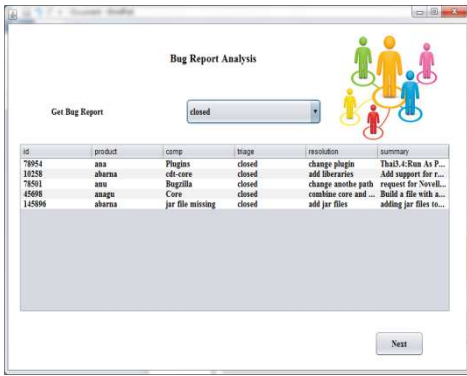 Bug Report Analysis
Get Bug Report closed
id product comp triage resolution summary
78954 ana Plugins closed change plugin Thai3.4:Run As P...
10258 abarna cdt-core closed add liberaries Add support for r...
78501 anu Bugzilla closed change anothe path request for Novell...
45698 anagu Core closed combine core and ... Build a file with a...
145896 abarna jar file missing closed add jar files adding jar files to...
Next